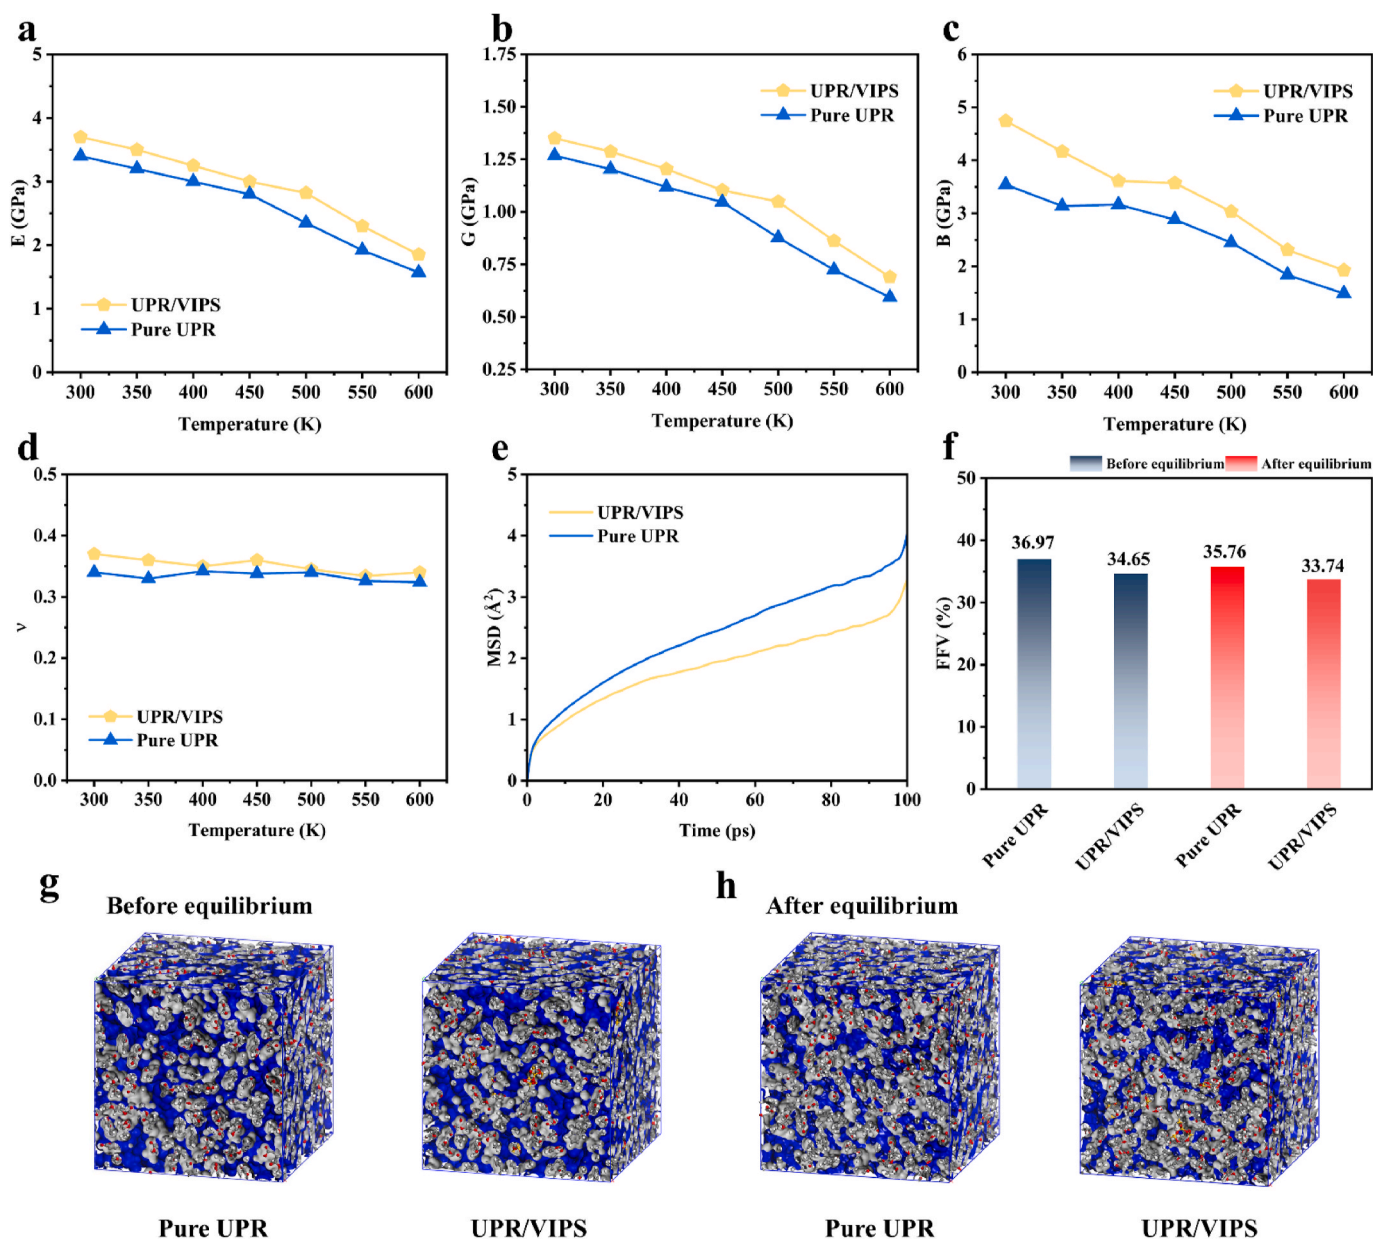 a
5
4
3
2
1
0
E (GPa)
UPR/VIPS
Pure UPR
300 350 400 450 500 550 600
Temperature (K)
b
1.75
1.50
1.25
1.00
0.75
0.50
0.25
G (GPa)
UPR/VIPS
Pure UPR
300 350 400 450 500 550 600
Temperature (K)
c
6
5
4
3
2
1
0
B (GPa)
UPR/VIPS
Pure UPR
300 350 400 450 500 550 600
Temperature (K)
d
0.5
0.4
0.3
0.2
0.1
0.0
ν
UPR/VIPS
Pure UPR
300 350 400 450 500 550 600
Temperature (K)
e
5
4
3
2
1
0
MSD (Å²)
UPR/VIPS
Pure UPR
0 20 40 60 80 100
Time (ps)
f
Before equilibrium After equilibrium
50
40
30
20
10
0
FFV (%)
36.97 34.65 35.76 33.74
Pure UPR UPR/VIPS Pure UPR UPR/VIPS
g
Before equilibrium
Pure UPR UPR/VIPS
h
After equilibrium
Pure UPR UPR/VIPS